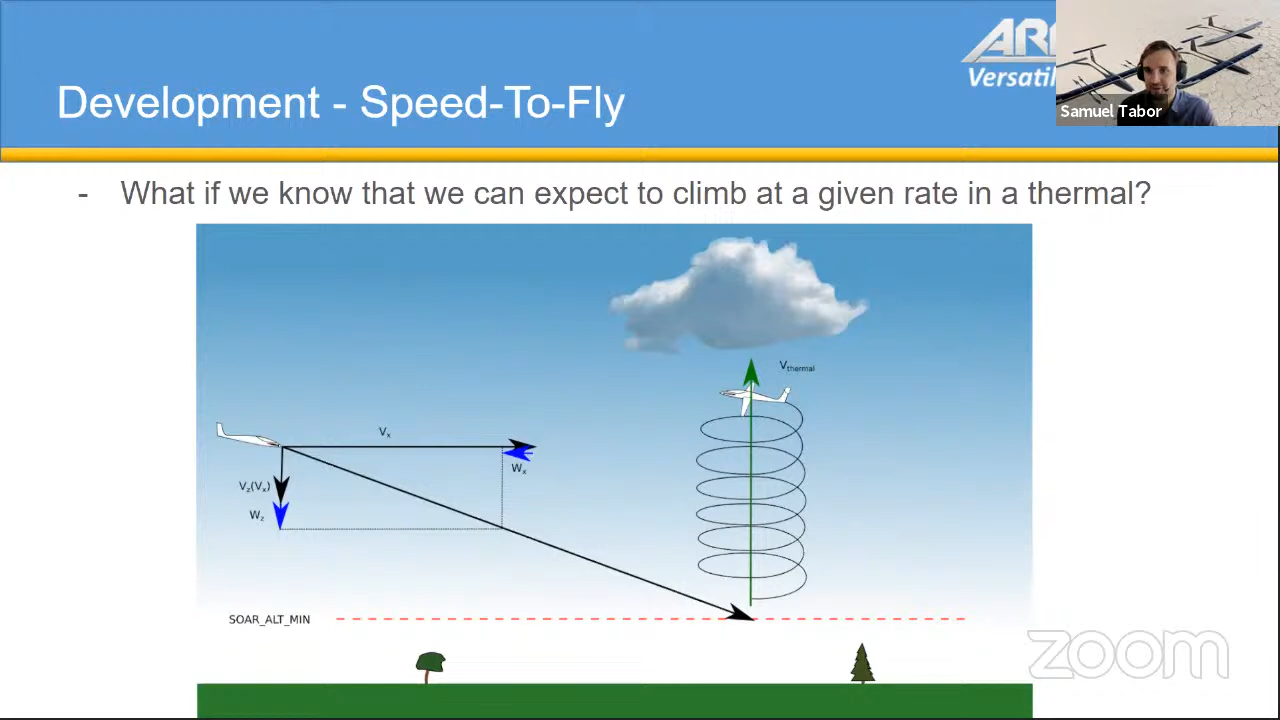 Versatil
Samuel Tabor
Development - Speed-To-Fly
- What if we know that we can expect to climb at a given rate in a thermal?
Vthermal
Vx
Wx
Vz(Vx)
Wz
SOAR_ALT_MIN
zoom